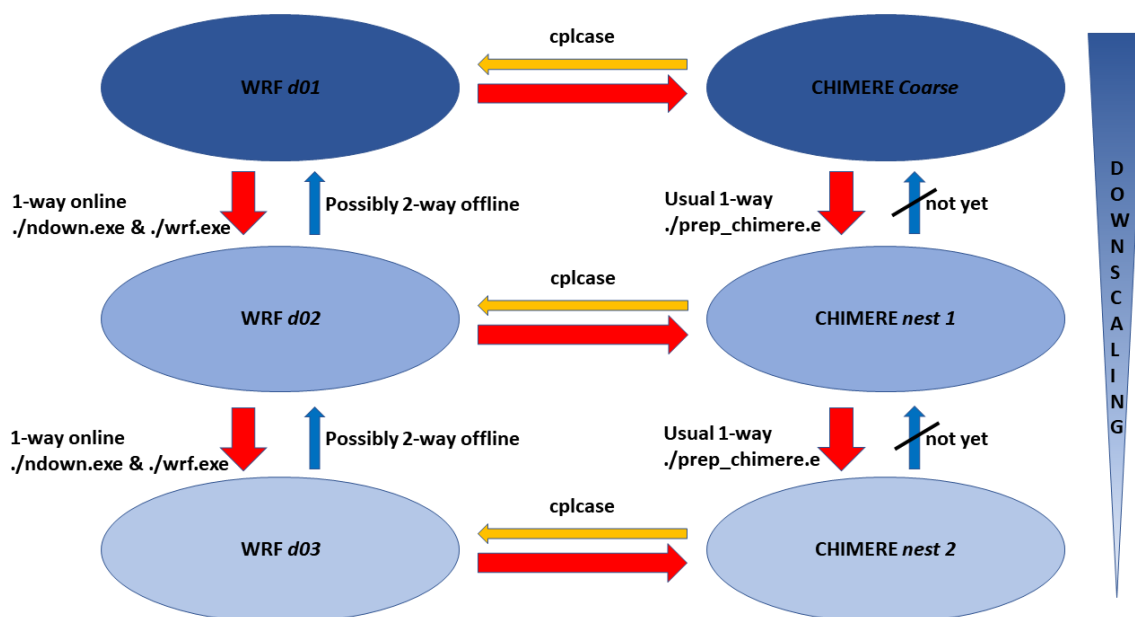 cplcase
WRF d01
CHIMERE Coarse
1-way online
./ndown.exe & ./wrf.exe
Possibly 2-way offline
Usual 1-way
./prep_chimere.e
not yet
cplcase
WRF d02
CHIMERE nest 1
1-way online
./ndown.exe & ./wrf.exe
Possibly 2-way offline
Usual 1-way
./prep_chimere.e
not yet
cplcase
WRF d03
CHIMERE nest 2
DOWNSCALING